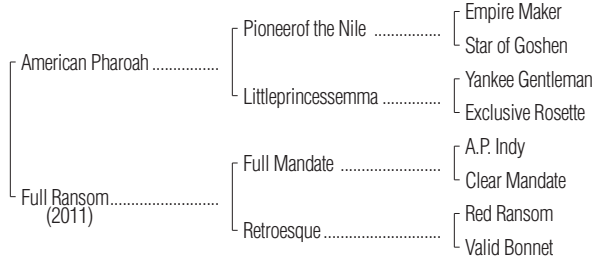 Empire Maker
Pioneerof the Nile ................
Star of Goshen
American Pharoah ................
Yankee Gentleman
Littleprincessemma ..............
Exclusive Rosette
A.P. Indy
Full Mandate ........................
Clear Mandate
Full Ransom..........................
(2011)
Red Ransom
Retroesque............................
Valid Bonnet